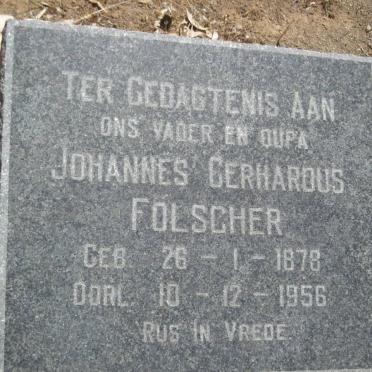 TER GEDAGTENIS AAN
ONS VADER EN OUPA
JOHANNES GERHARDUS
FOLSCHER
GEB. 26 - 1 - 1878
OORL. 10 - 12 - 1956
RUS IN VREDE